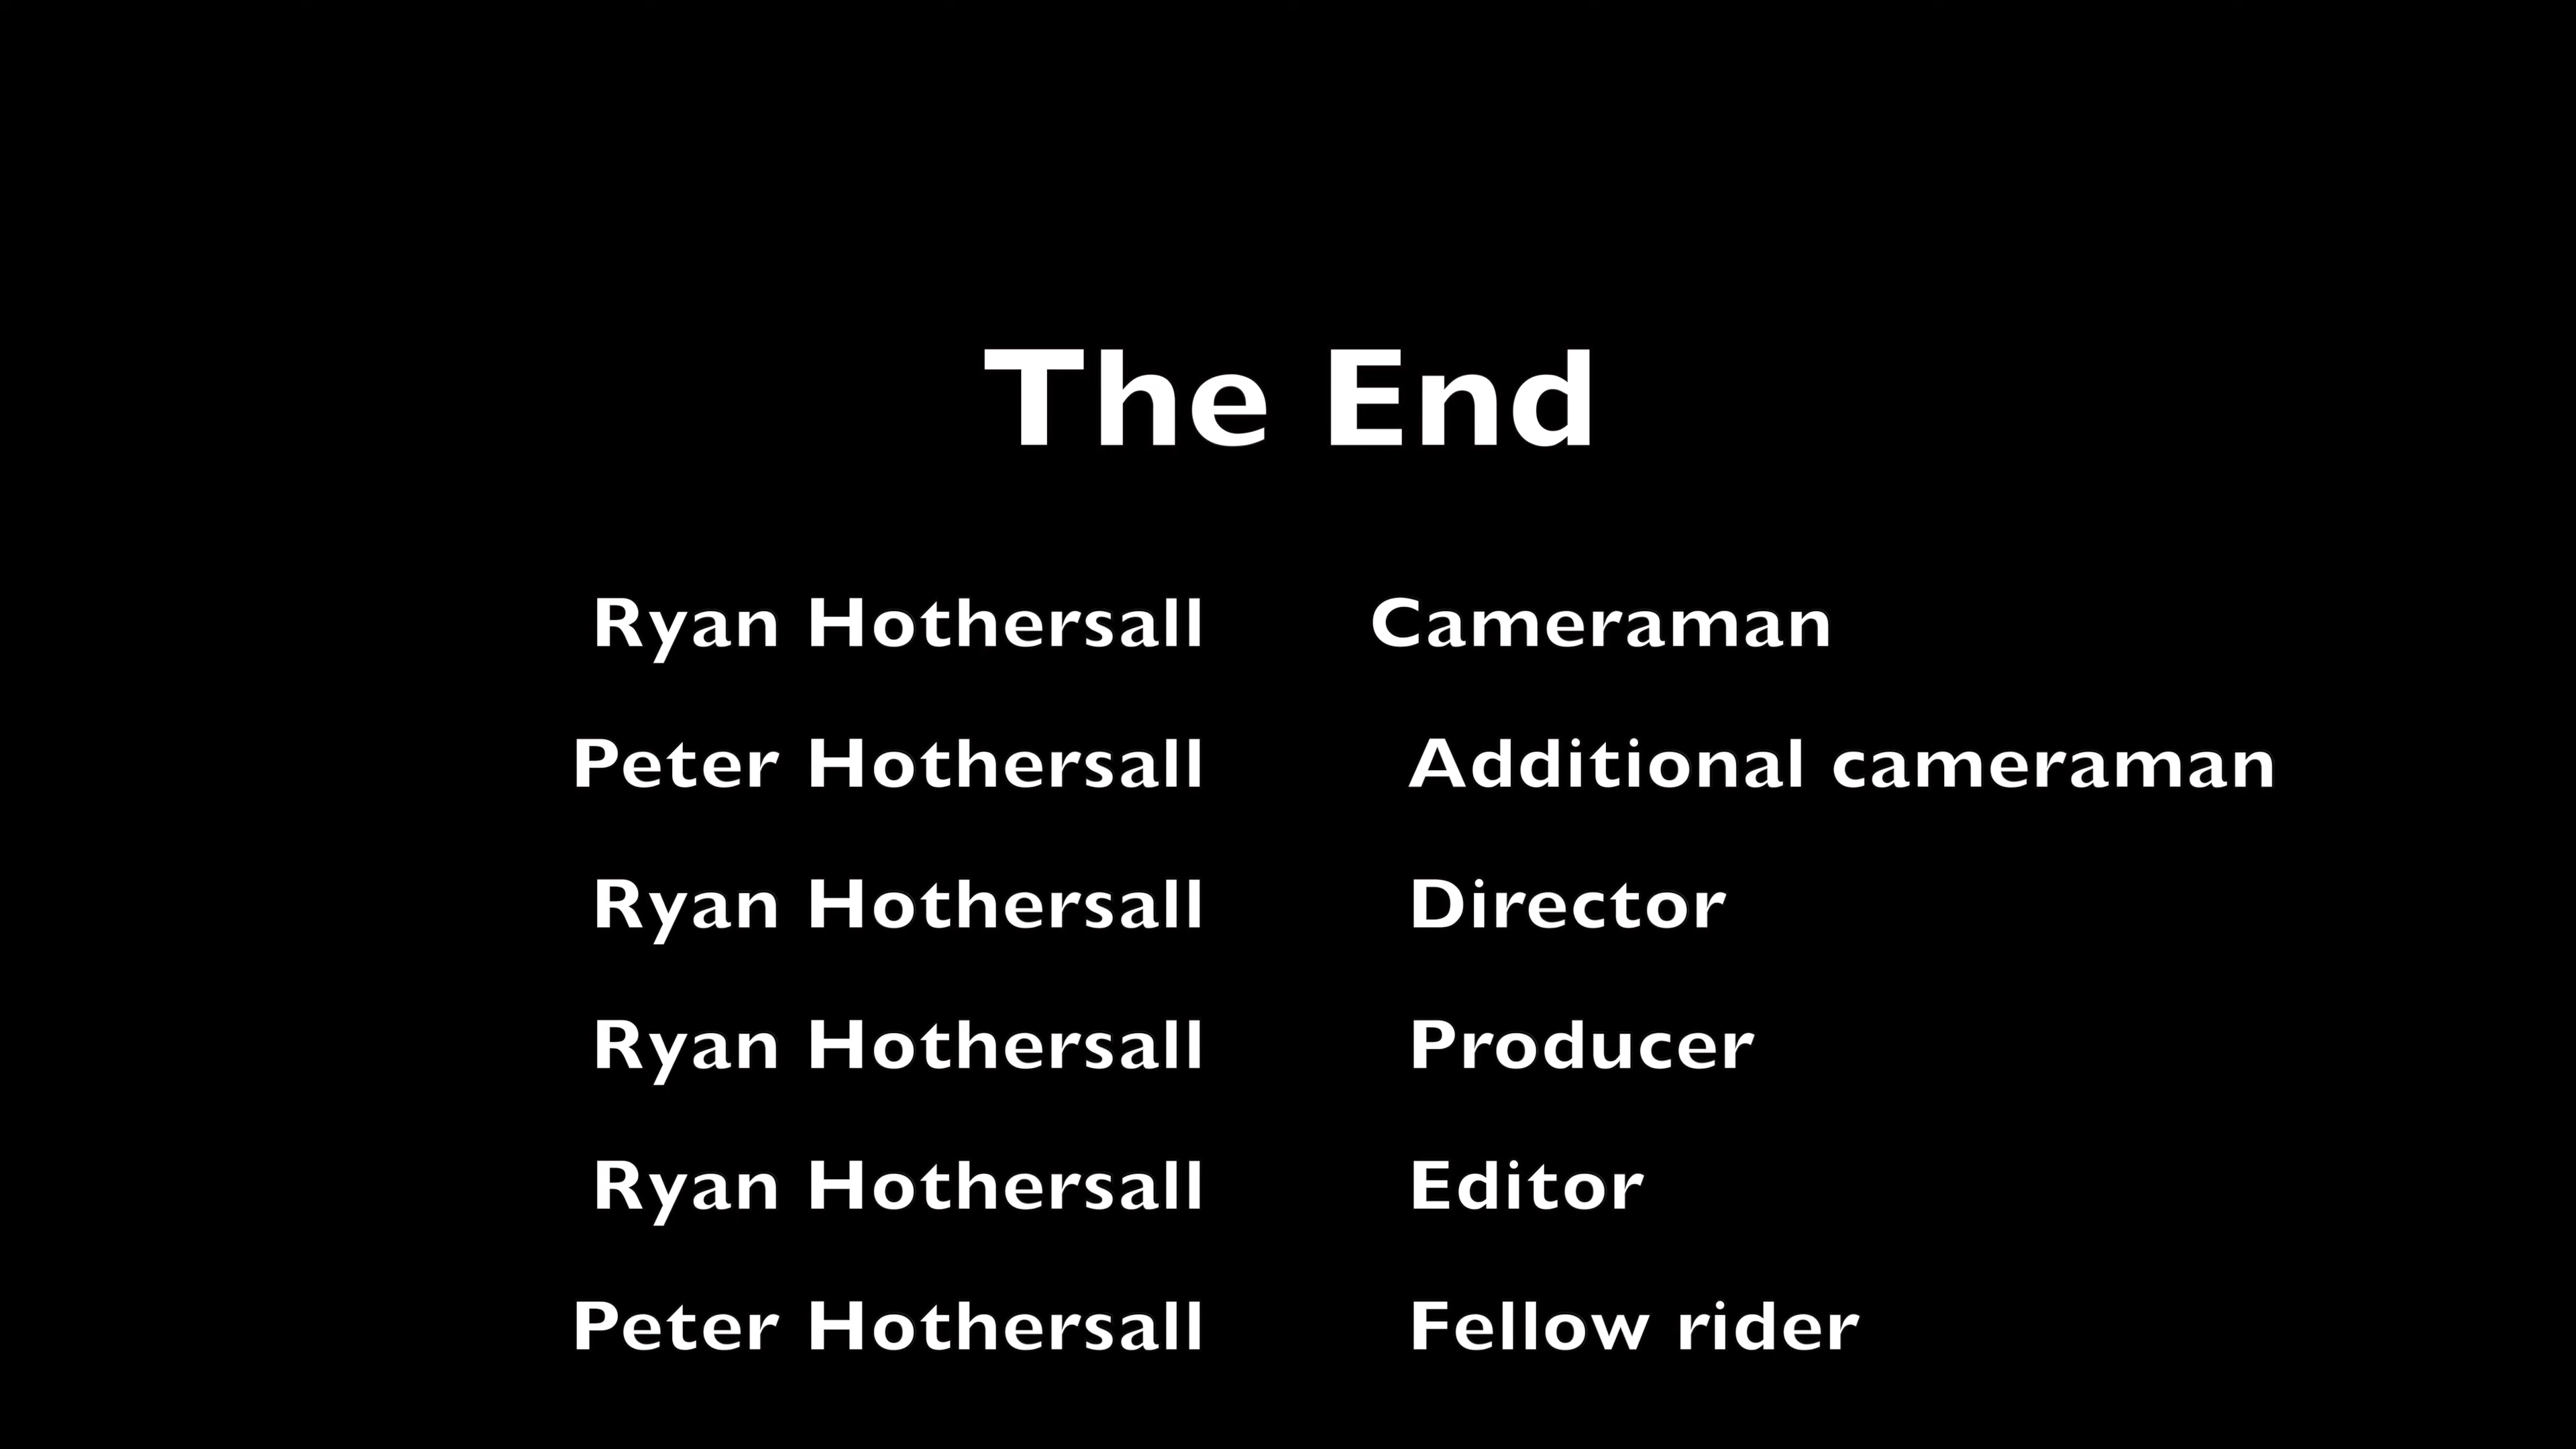 The End
Ryan Hothersall Cameraman
Peter Hothersall Additional cameraman
Ryan Hothersall Director
Ryan Hothersall Producer
Ryan Hothersall Editor
Peter Hothersall Fellow rider